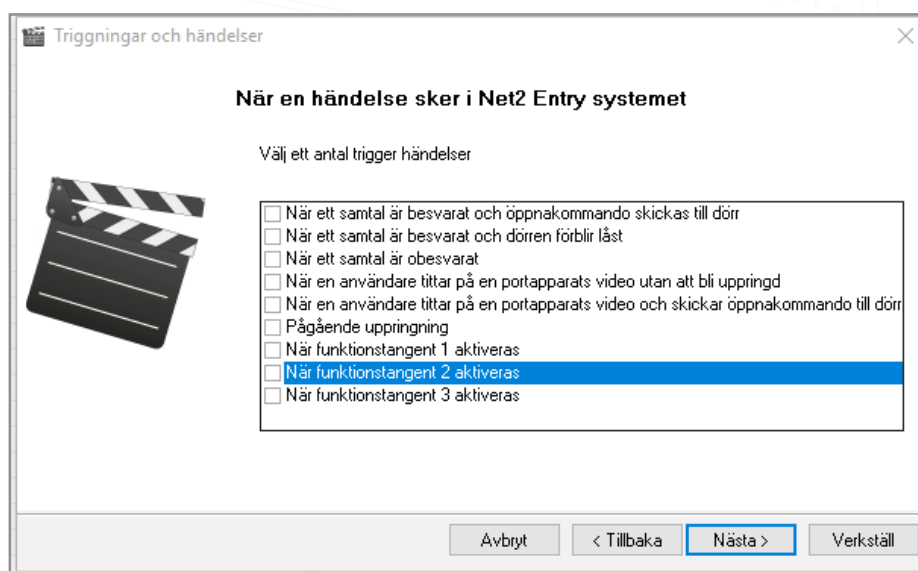 Triggningar och händelser
När en händelse sker i Net2 Entry systemet
Välj ett antal trigger händelser
När ett samtal är besvarat och öppnakommando skickas till dörr
När ett samtal är besvarat och dörren förblir låst
När ett samtal är obesvarat
När en användare tittar på en portapparats video utan att bli uppringd
När en användare tittar på en portapparats video och skickar öppnakommando till dörr
Pågående uppringning
När funktionstangent 1 aktiveras
När funktionstangent 2 aktiveras
När funktionstangent 3 aktiveras
Avbryt
< Tillbaka
Nästa >
Verkställ